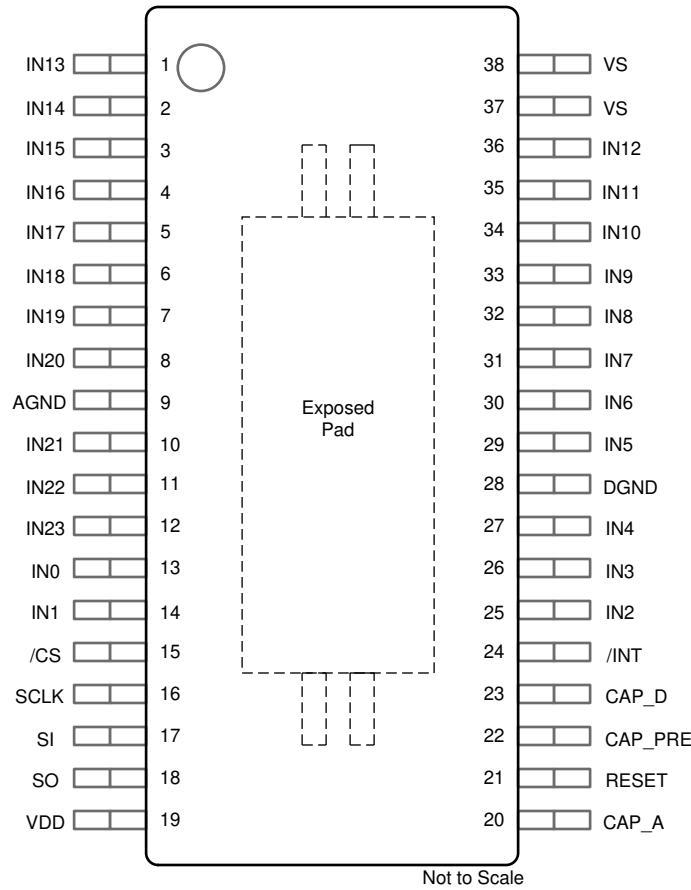 IN13 1 38 VS
IN14 2 37 VS
IN15 3 36 IN12
IN16 4 35 IN11
IN17 5 34 IN10
IN18 6 33 IN9
IN19 7 32 IN8
IN20 8 31 IN7
AGND 9 30 IN6
Exposed
Pad
IN21 10 29 IN5
IN22 11 28 DGND
IN23 12 27 IN4
IN0 13 26 IN3
IN1 14 25 IN2
/CS 15 24 /INT
SCLK 16 23 CAP_D
SI 17 22 CAP_PRE
SO 18 21 RESET
VDD 19 20 CAP_A
Not to Scale